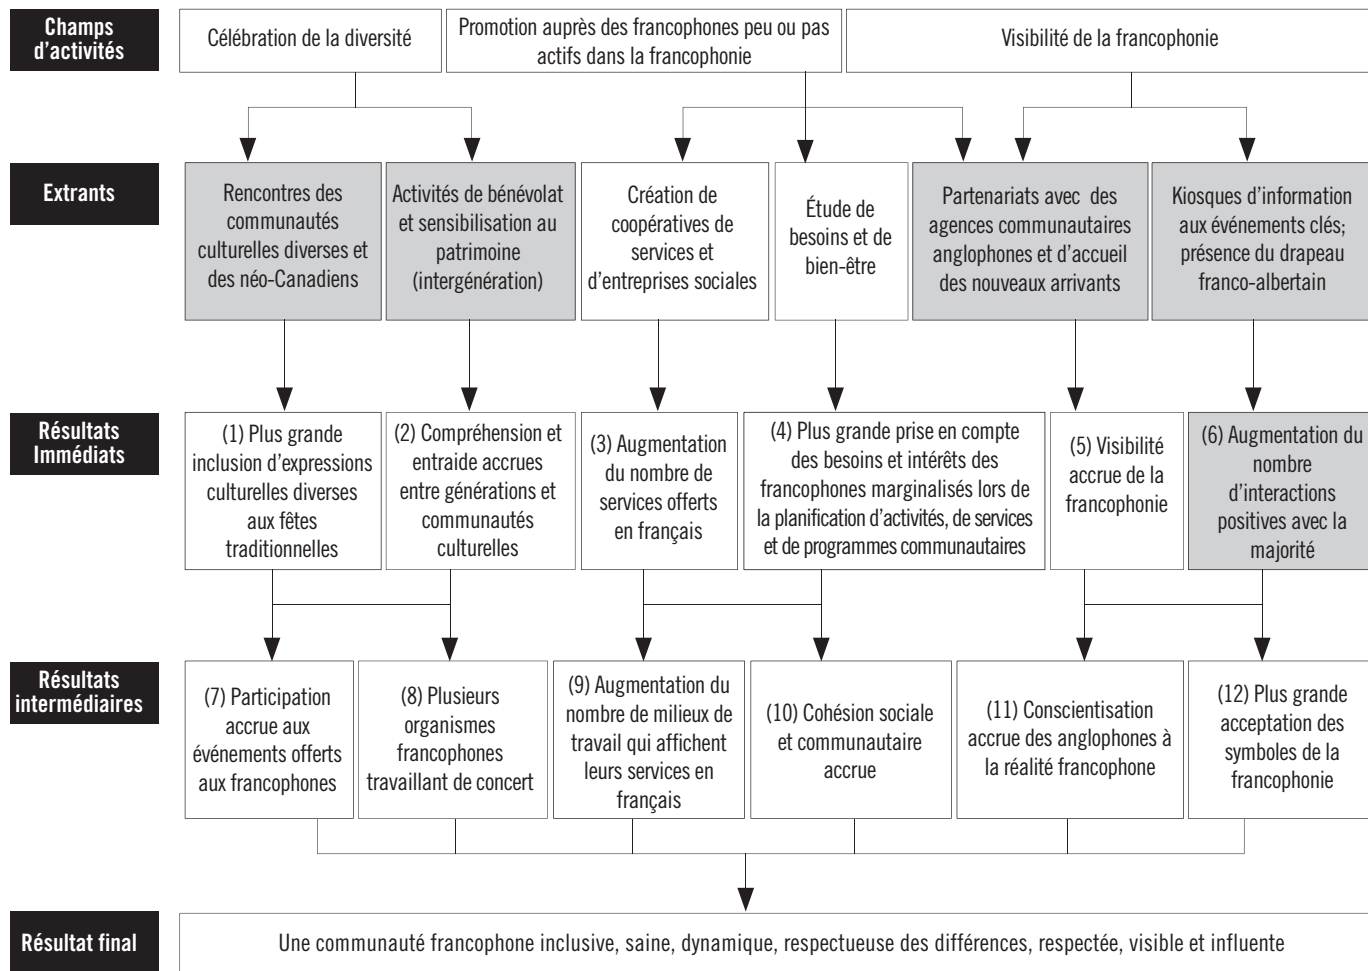 Champs
d'activités
Célébration de la diversité
Promotion auprès des francophones peu ou pas
actifs dans la francophonie
Visibilité de la francophonie
Extrants
Rencontres des
communautés
culturelles diverses et
des néo-Canadiens
Activités de bénévolat
et sensibilisation au
patrimoine
(intergénération)
Création de
coopératives de
services et
d'entreprises sociales
Étude de
besoins et de
bien-être
Partenariats avec des
agences communautaires
anglophones et d'accueil
des nouveaux arrivants
Kiosques d'information
aux événements clés;
présence du drapeau
franco-albertain
Résultats
Immédiats
(1) Plus grande
inclusion d'expressions
culturelles diverses
aux fêtes
traditionnelles
(2) Compréhension et
entraide accrues
entre générations et
communautés
culturelles
(3) Augmentation
du nombre de
services offerts
en français
(4) Plus grande prise en compte
des besoins et intérêts des
francophones marginalisés lors de
la planification d'activités, de services
et de programmes communautaires
(5) Visibilité
accrue de la
francophonie
(6) Augmentation du
nombre
d'interactions
positives avec la
majorité
Résultats
intermédiaires
(7) Participation
accrue aux
événements offerts
aux francophones
(8) Plusieurs
organismes
francophones
travaillant de concert
(9) Augmentation du
nombre de milieux de
travail qui affichent
leurs services en
français
(10) Cohésion sociale
et communautaire
accrue
(11) Conscientisation
accrue des anglophones à
la réalité francophone
(12) Plus grande
acceptation des
symboles de la
francophonie
Résultat final
Une communauté francophone inclusive, saine, dynamique, respectueuse des différences, respectée, visible et influente